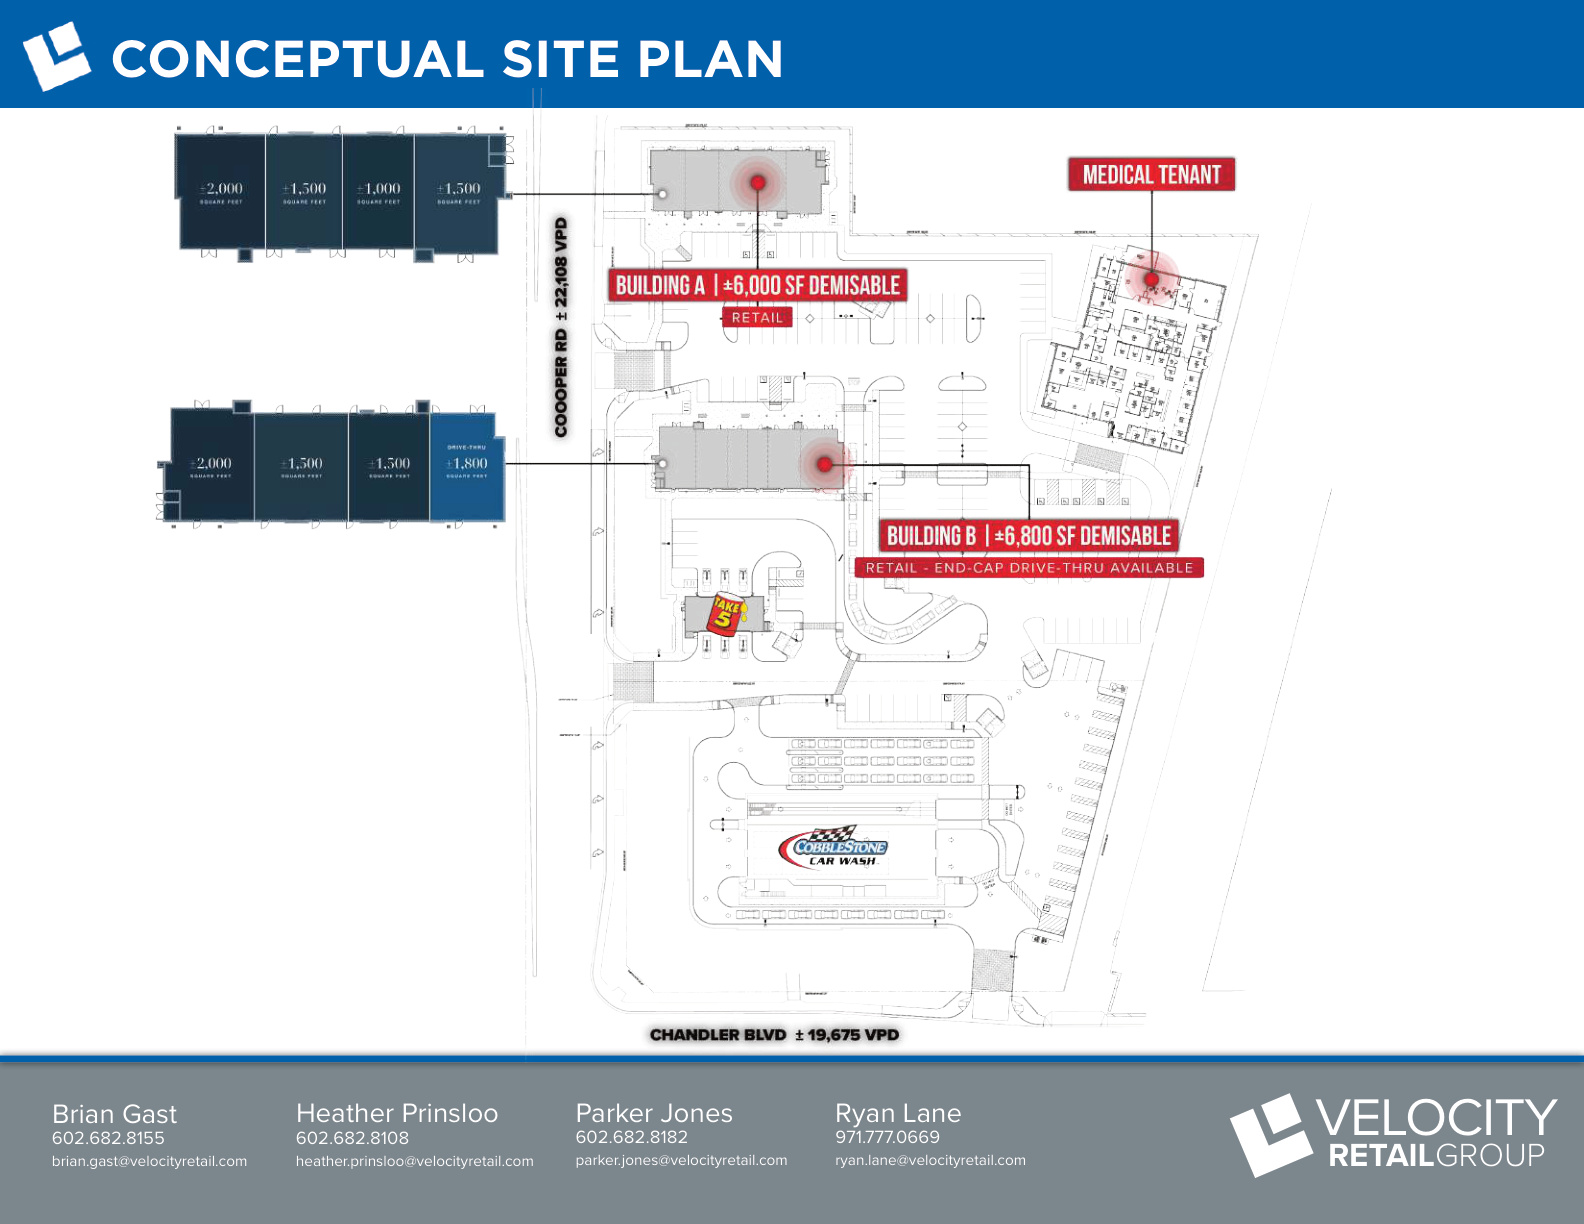 CONCEPTUAL SITE PLAN
±2,000
SQUARE FEET
±1,500
SQUARE FEET
±1,000
SQUARE FEET
±1,500
SQUARE FEET
MEDICAL TENANT
COOOPER RD ± 22,108 VPD
BUILDING A | ±6,000 SF DEMISABLE
RETAIL
±2,000
SQUARE FEET
±1,500
SQUARE FEET
±1,500
SQUARE FEET
DRIVE-THRU
±1,800
SQUARE FEET
BUILDING B | ±6,800 SF DEMISABLE
RETAIL - END-CAP DRIVE-THRU AVAILABLE
TAKE
5
COBBLESTONE
CAR WASH
CHANDLER BLVD ± 19,675 VPD
Brian Gast
602.682.8155
brian.gast@velocityretail.com
Heather Prinsloo
602.682.8108
heather.prinsloo@velocityretail.com
Parker Jones
602.682.8182
parker.jones@velocityretail.com
Ryan Lane
971.777.0669
ryan.lane@velocityretail.com
VELOCITY
RETAILGROUP